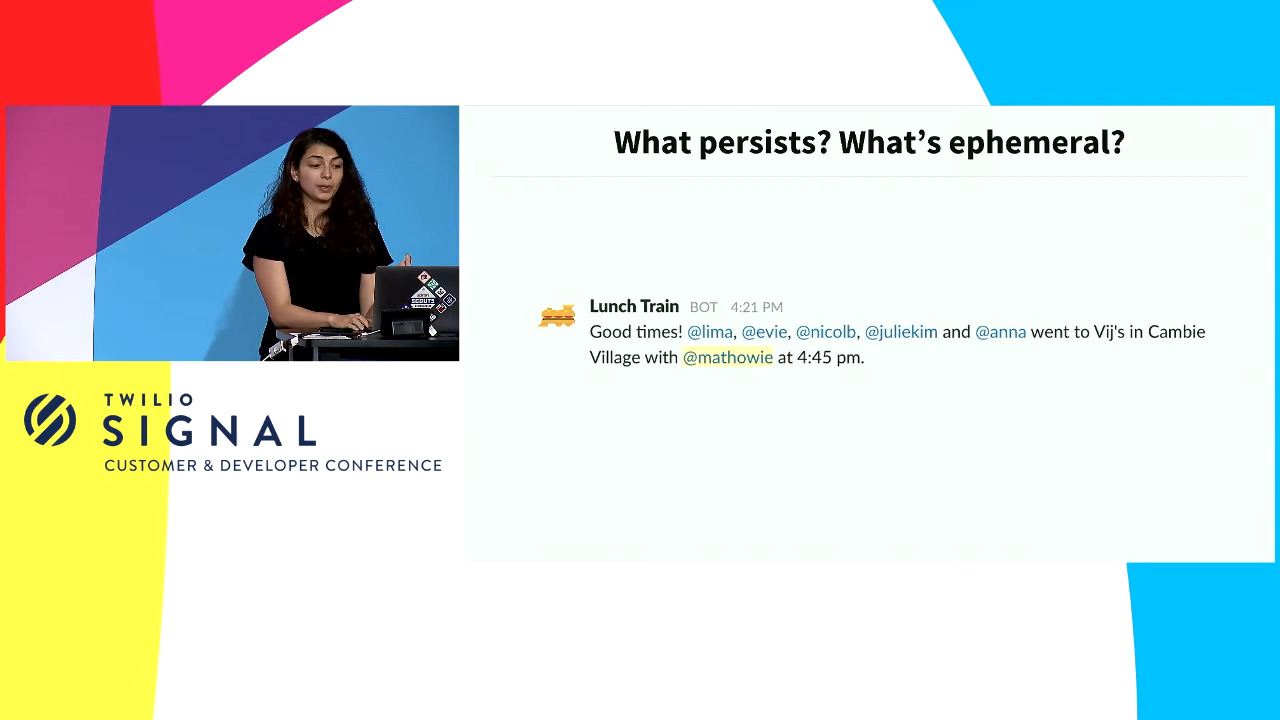 What persists? What's ephemeral?
Lunch Train BOT 4:21 PM
Good times! @lima, @evie, @nicolb, @juliekim and @anna went to Vij's in Cambie
Village with @mathowie at 4:45 pm.
SCOUTS
TWILIO
SIGNAL
CUSTOMER & DEVELOPER CONFERENCE